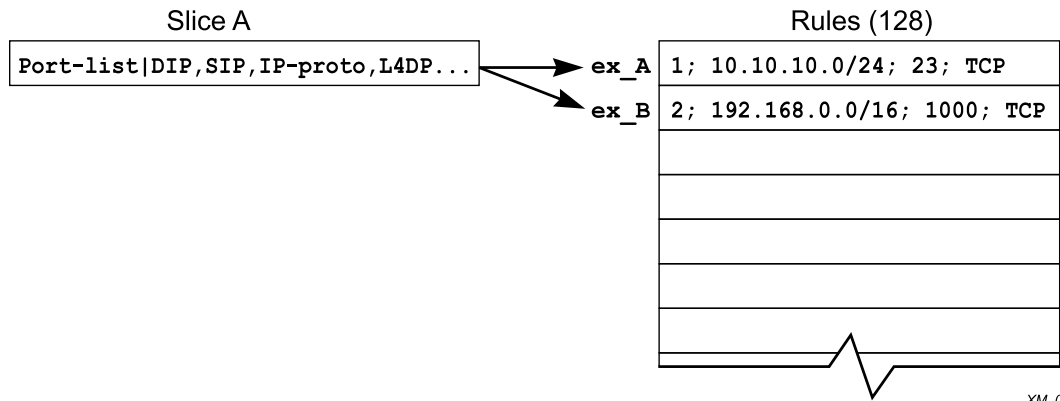 Slice A
Rules (128)
Port-list|DIP,SIP,IP-proto,L4DP...
ex_A 1; 10.10.10.0/24; 23; TCP
ex_B 2; 192.168.0.0/16; 1000; TCP